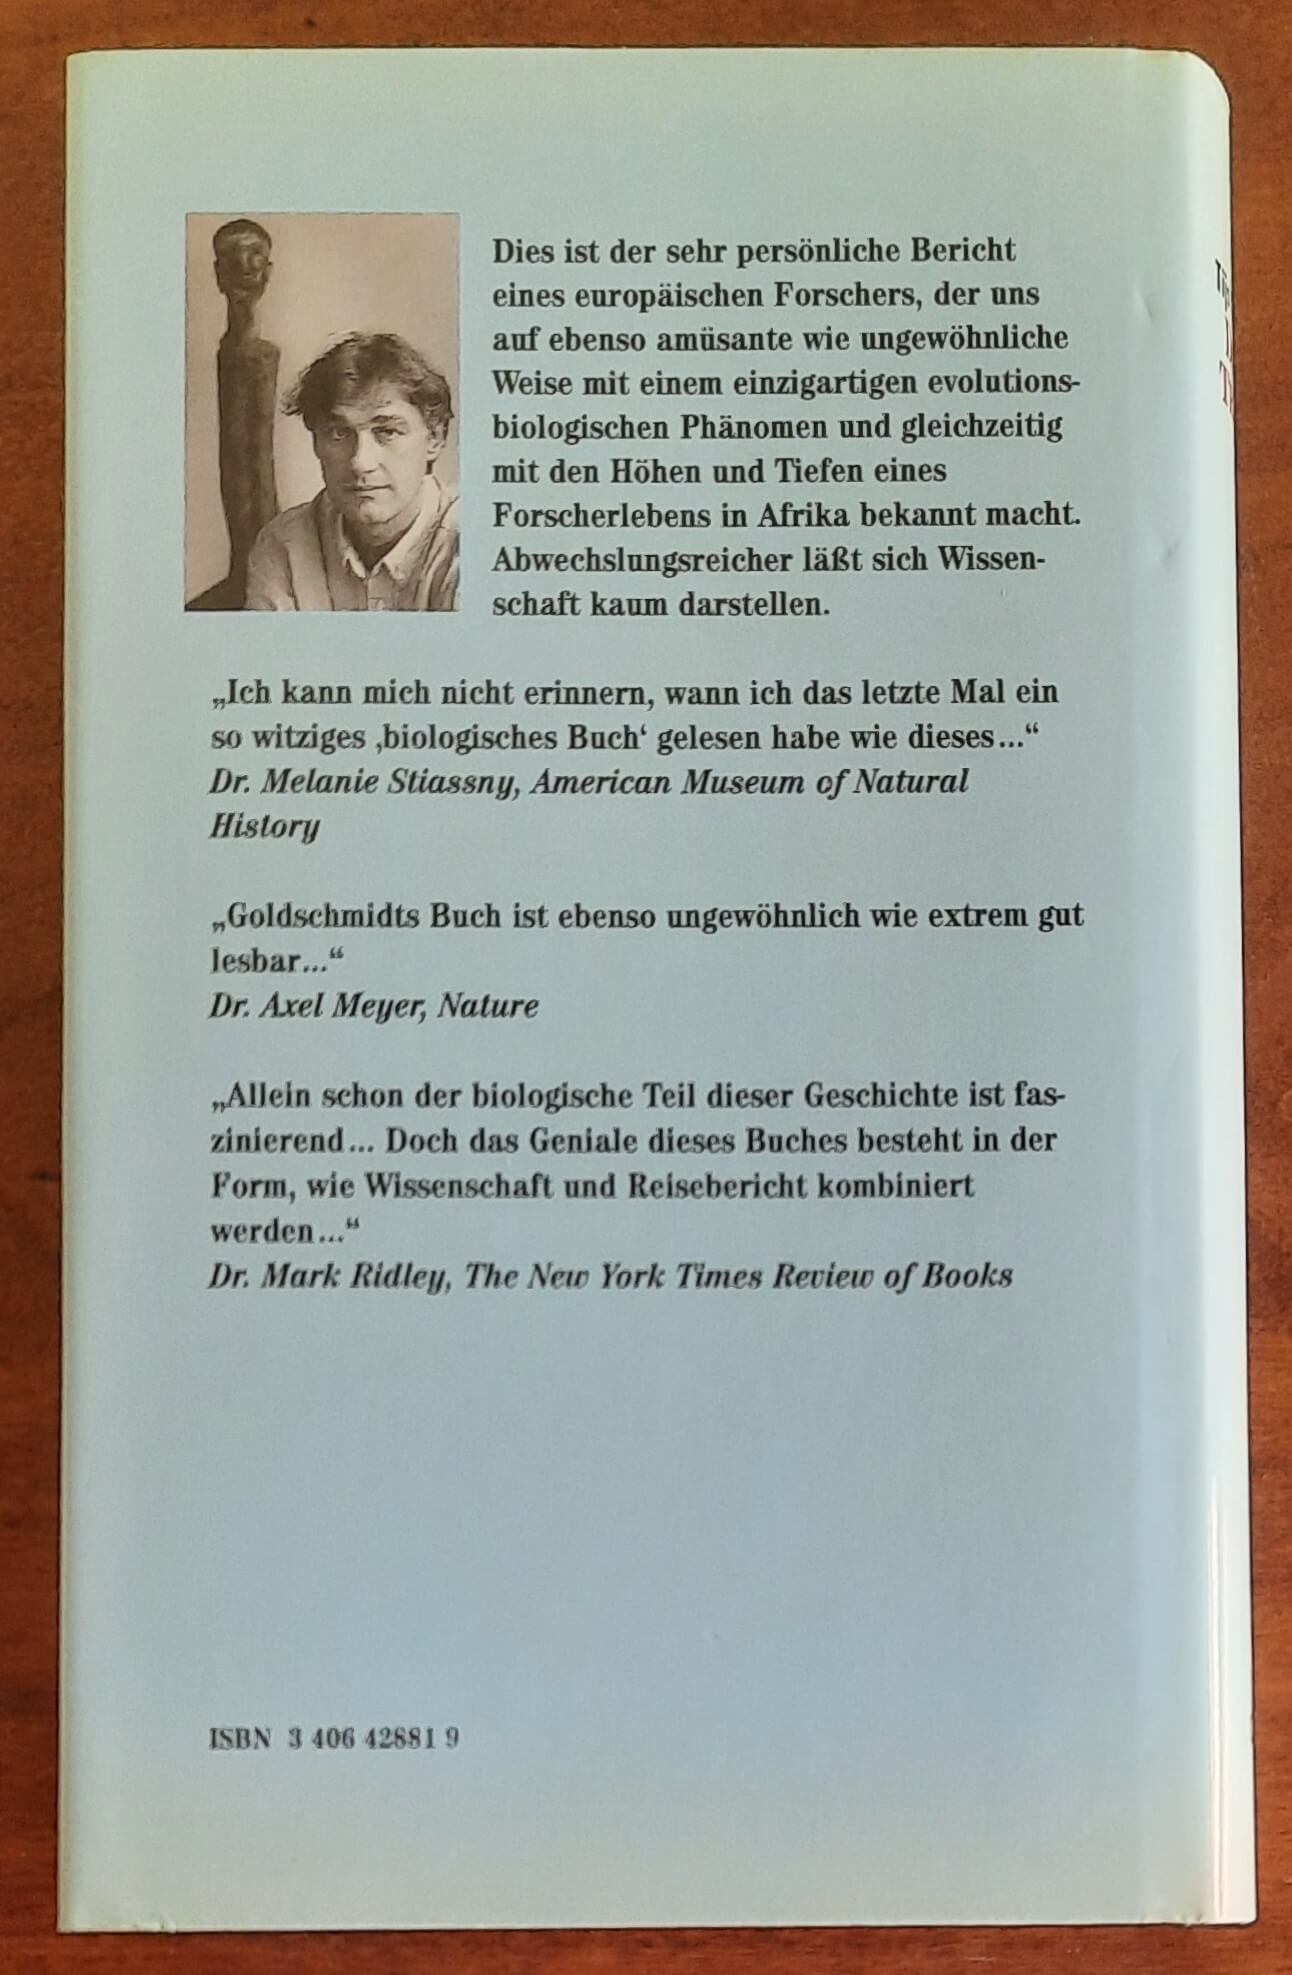 Dies ist der sehr persönliche Bericht
eines europäischen Forschers, der uns
auf ebenso amüsante wie ungewöhnliche
Weise mit einem einzigartigen evolutions-
biologischen Phänomen und gleichzeitig
mit den Höhen und Tiefen eines
Forscherlebens in Afrika bekannt macht.
Abwechslungsreicher läßt sich Wissen-
schaft kaum darstellen.
„Ich kann mich nicht erinnern, wann ich das letzte Mal ein
so witziges ‚biologisches Buch‘ gelesen habe wie dieses...“
Dr. Melanie Stiassny, American Museum of Natural
History
„Goldschmidts Buch ist ebenso ungewöhnlich wie extrem gut
lesbar...“
Dr. Axel Meyer, Nature
„Allein schon der biologische Teil dieser Geschichte ist fas-
zinierend... Doch das Geniale dieses Buches besteht in der
Form, wie Wissenschaft und Reisebericht kombiniert
werden...“
Dr. Mark Ridley, The New York Times Review of Books
ISBN 3 406 42881 9